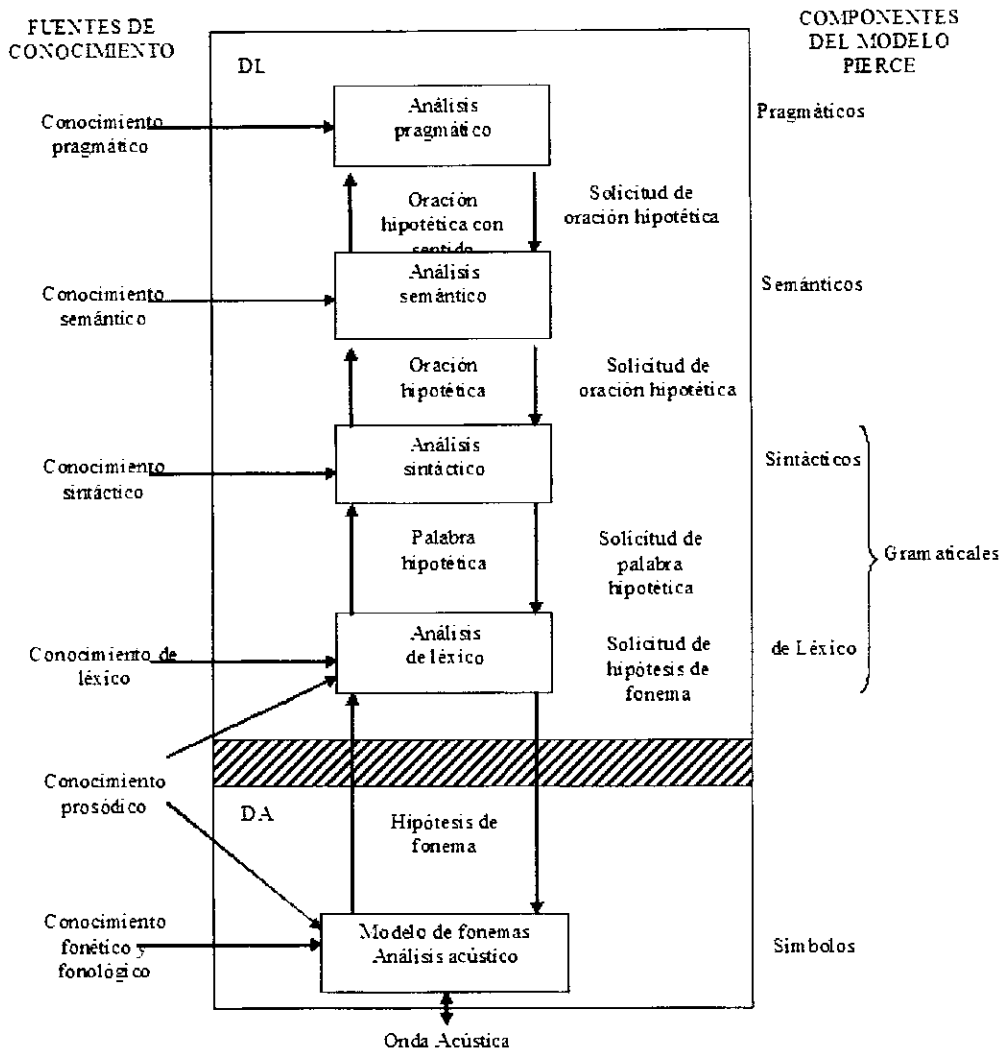 FUENTES DE
CONOCIMIENTO
COMPONENTES
DEL MODELO
PIERCE
DL
Conocimiento
pragmático
Análisis
pragmático
Pragmáticos
Oración
hipotética con
sentido
Solicitud de
oración hipotética
Conocimiento
semántico
Análisis
semántico
Semánticos
Oración
hipotética
Solicitud de
oración hipotética
Conocimiento
sintáctico
Análisis
sintáctico
Sintácticos
Palabra
hipotética
Solicitud de
palabra
hipotética
Gramaticales
Conocimiento de
léxico
Análisis
de léxico
Solicitud de
hipótesis de
fonema
de Léxico
Conocimiento
prosódico
DA
Hipótesis de
fonema
Conocimiento
fonético y
fonológico
Modelo de fonemas
Análisis acústico
Simbolos
Onda Acústica